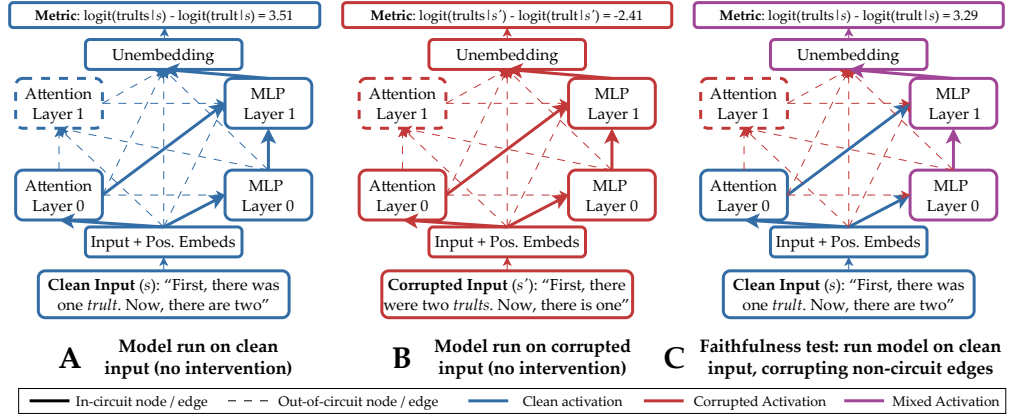 Metric: logit(trults|s) - logit(trult|s) = 3.51
Unembedding
Attention
Layer 1
MLP
Layer 1
Attention
Layer 0
MLP
Layer 0
Input + Pos. Embeds
Clean Input (s): “First, there was
one trult. Now, there are two”
A
Model run on clean
input (no intervention)
Metric: logit(trults|s’) - logit(trult|s’) = -2.41
Unembedding
Attention
Layer 1
MLP
Layer 1
Attention
Layer 0
MLP
Layer 0
Input + Pos. Embeds
Corrupted Input (s’): “First, there
were two trults. Now, there is one”
B
Model run on corrupted
input (no intervention)
Metric: logit(trults|s) - logit(trult|s) = 3.29
Unembedding
Attention
Layer 1
MLP
Layer 1
Attention
Layer 0
MLP
Layer 0
Input + Pos. Embeds
Clean Input (s): “First, there was
one trult. Now, there are two”
C
Faithfulness test: run model on clean
input, corrupting non-circuit edges
In-circuit node / edge
Out-of-circuit node / edge
Clean activation
Corrupted Activation
Mixed Activation